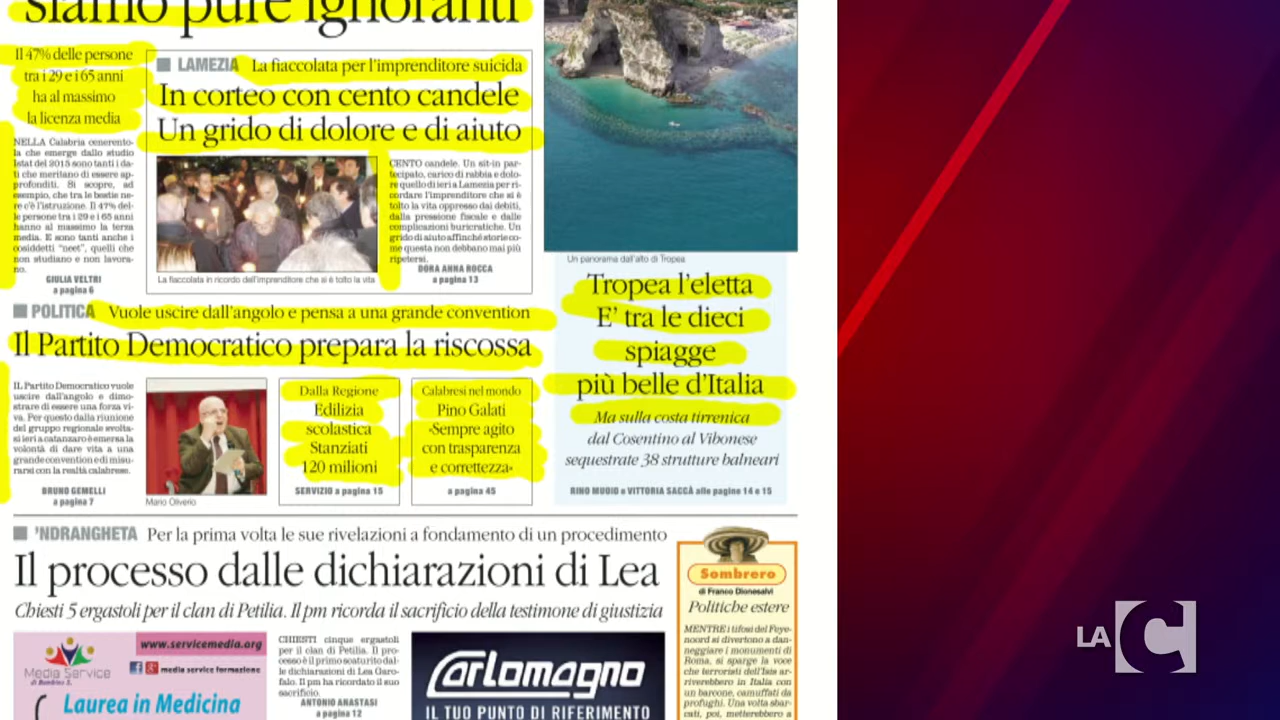 siamo pure ignoranti
Il 47% delle persone
tra i 29 e i 65 anni
ha al massimo
la licenza media
NELLA Calabria cenerento-
la che emerge dallo studio
Istat del 2015 sono tanti i da-
ti che meritano di essere ap-
profonditi. Si scopre, ad
esempio, che tra le bestie ne-
re c'è l'istruzione. Il 47% del-
le persone tra i 29 e i 65 anni
hanno al massimo la terza
media. E sono tanti anche i
cosiddetti "neet", quelli che
non studiano e non lavora-
no.
GIULIA VELTRI
a pagina 6
LAMEZIA La fiaccolata per l'imprenditore suicida
In corteo con cento candele
Un grido di dolore e di aiuto
La fiaccolata in ricordo dell'imprenditore che si è tolto la vita
CENTO candele. Un sit-in par-
tecipato, carico di rabbia e dolo-
re quello di ieri a Lamezia per ri-
cordare l'imprenditore che si è
tolto la vita oppresso dai debiti,
dalla pressione fiscale e dalle
complicazioni buricratiche. Un
grido di aiuto affinché storie co-
me questa non debbano mai più
ripetersi.
DORA ANNA ROCCA
a pagina 13
Un panorama dall'alto di Tropea
Tropea l'eletta
E' tra le dieci
spiagge
più belle d'Italia
Ma sulla costa tirrenica
dal Cosentino al Vibonese
sequestrate 38 strutture balneari
RINO MUOIO e VITTORIA SACCÀ alle pagine 14 e 15
POLITICA Vuole uscire dall'angolo e pensa a una grande convention
Il Partito Democratico prepara la riscossa
IL Partito Democratico vuole
uscire dall'angolo e dimo-
strare di essere una forza vi-
va. Per questo dalla riunione
del gruppo regionale svolta-
si ieri a catanzaro è emersa la
volontà di dare vita a una
grande convention e di misu-
rarsi con la realtà calabrese.
BRUNO GEMELLI
a pagina 7
Mario Oliverio
Dalla Regione
Edilizia
scolastica
Stanziati
120 milioni
SERVIZIO a pagina 15
Calabresi nel mondo
Pino Galati
«Sempre agito
con trasparenza
e correttezza»
a pagina 45
'NDRANGHETA Per la prima volta le sue rivelazioni a fondamento di un procedimento
Il processo dalle dichiarazioni di Lea
Chiesti 5 ergastoli per il clan di Petilia. Il pm ricorda il sacrificio della testimone di giustizia
Media Service
www.servicemedia.org
media service formazione
Laurea in Medicina
CHIESTI cinque ergastoli
per il clan di Petilia. Il pro-
cesso è il primo scaturito dal-
le dichiarazioni di Lea Garo-
falo. Il pm ha ricordato il suo
sacrificio.
ANTONIO ANASTASI
a pagina 12
Carlomagno
IL TUO PUNTO DI RIFERIMENTO
Sombrero
di Franco Dionesalvi
Politiche estere
MENTRE i tifosi del Feye-
noord si divertono a dan-
neggiare i monumenti di
Roma, si sparge la voce
che terroristi dell'Isis ar-
riverebbero in Italia con
un barcone, camuffati da
profughi. Una volta sbar-
cati, poi, metterebbero a
LA C